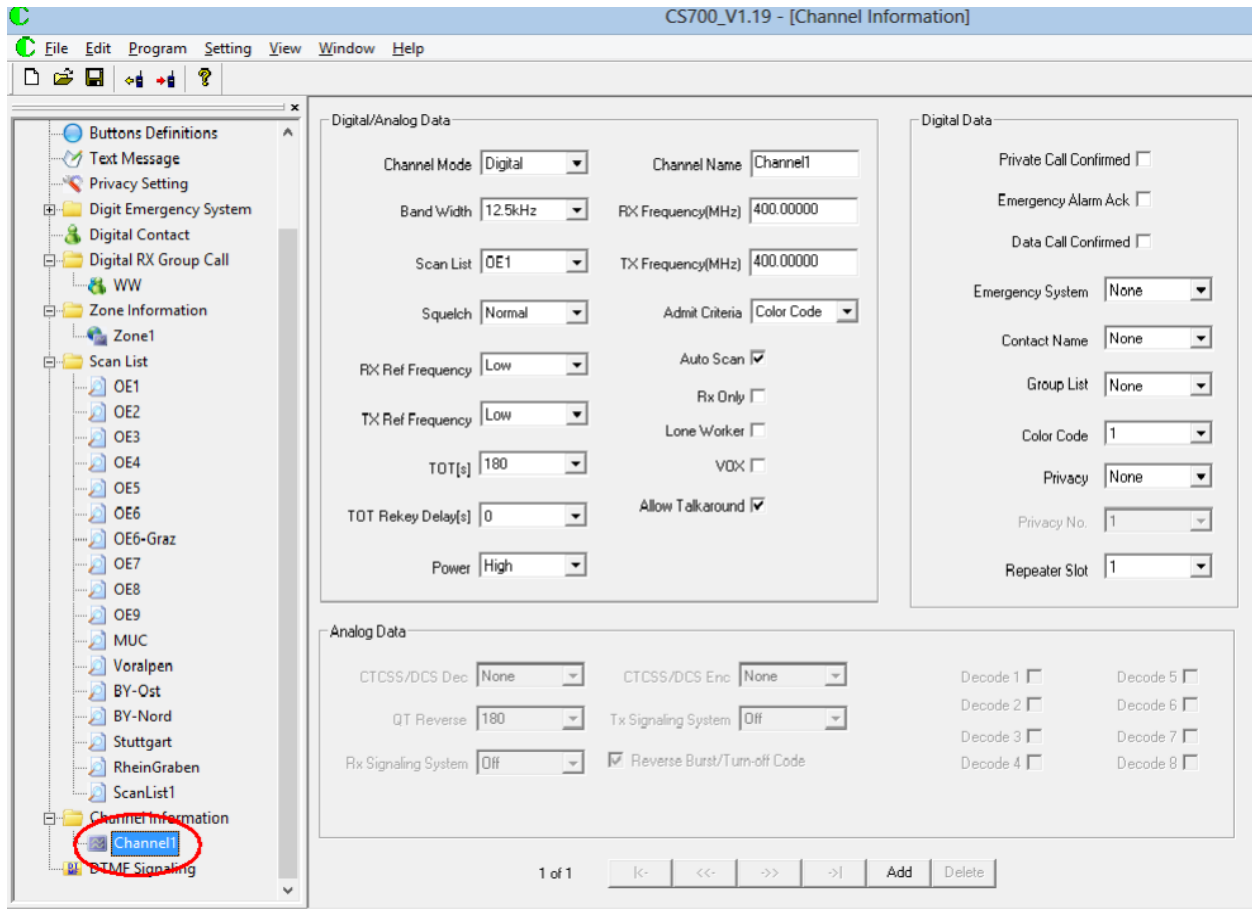 CS700_V1.19 - [Channel Information]
File Edit Program Setting View Window Help
Buttons Definitions
Text Message
Privacy Setting
Digit Emergency System
Digital Contact
Digital RX Group Call
WW
Zone Information
Zone1
Scan List
OE1
OE2
OE3
OE4
OE5
OE6
OE6-Graz
OE7
OE8
OE9
MUC
Voralpen
BY-Ost
BY-Nord
Stuttgart
RheinGraben
ScanList1
Channel Information
Channel1
DTMF Signaling
Digital/Analog Data
Channel Mode Digital
Channel Name Channel1
Band Width 12.5kHz
RX Frequency(MHz) 400.00000
Scan List OE1
TX Frequency(MHz) 400.00000
Squelch Normal
Admit Criteria Color Code
RX Ref Frequency Low
Auto Scan
Rx Only
TX Ref Frequency Low
Lone Worker
TOT[s] 180
VOX
TOT Rekey Delay[s] 0
Allow Talkaround
Power High
Digital Data
Private Call Confirmed
Emergency Alarm Ack
Data Call Confirmed
Emergency System None
Contact Name None
Group List None
Color Code 1
Privacy None
Privacy No. 1
Repeater Slot 1
Analog Data
CTCSS/DCS Dec None
CTCSS/DCS Enc None
Decode 1
Decode 5
QT Reverse 180
Tx Signaling System Off
Decode 2
Decode 6
Rx Signaling System Off
Reverse Burst/Turn-off Code
Decode 3
Decode 7
Decode 4
Decode 8
1 of 1 |<- <<- ->> ->| Add Delete